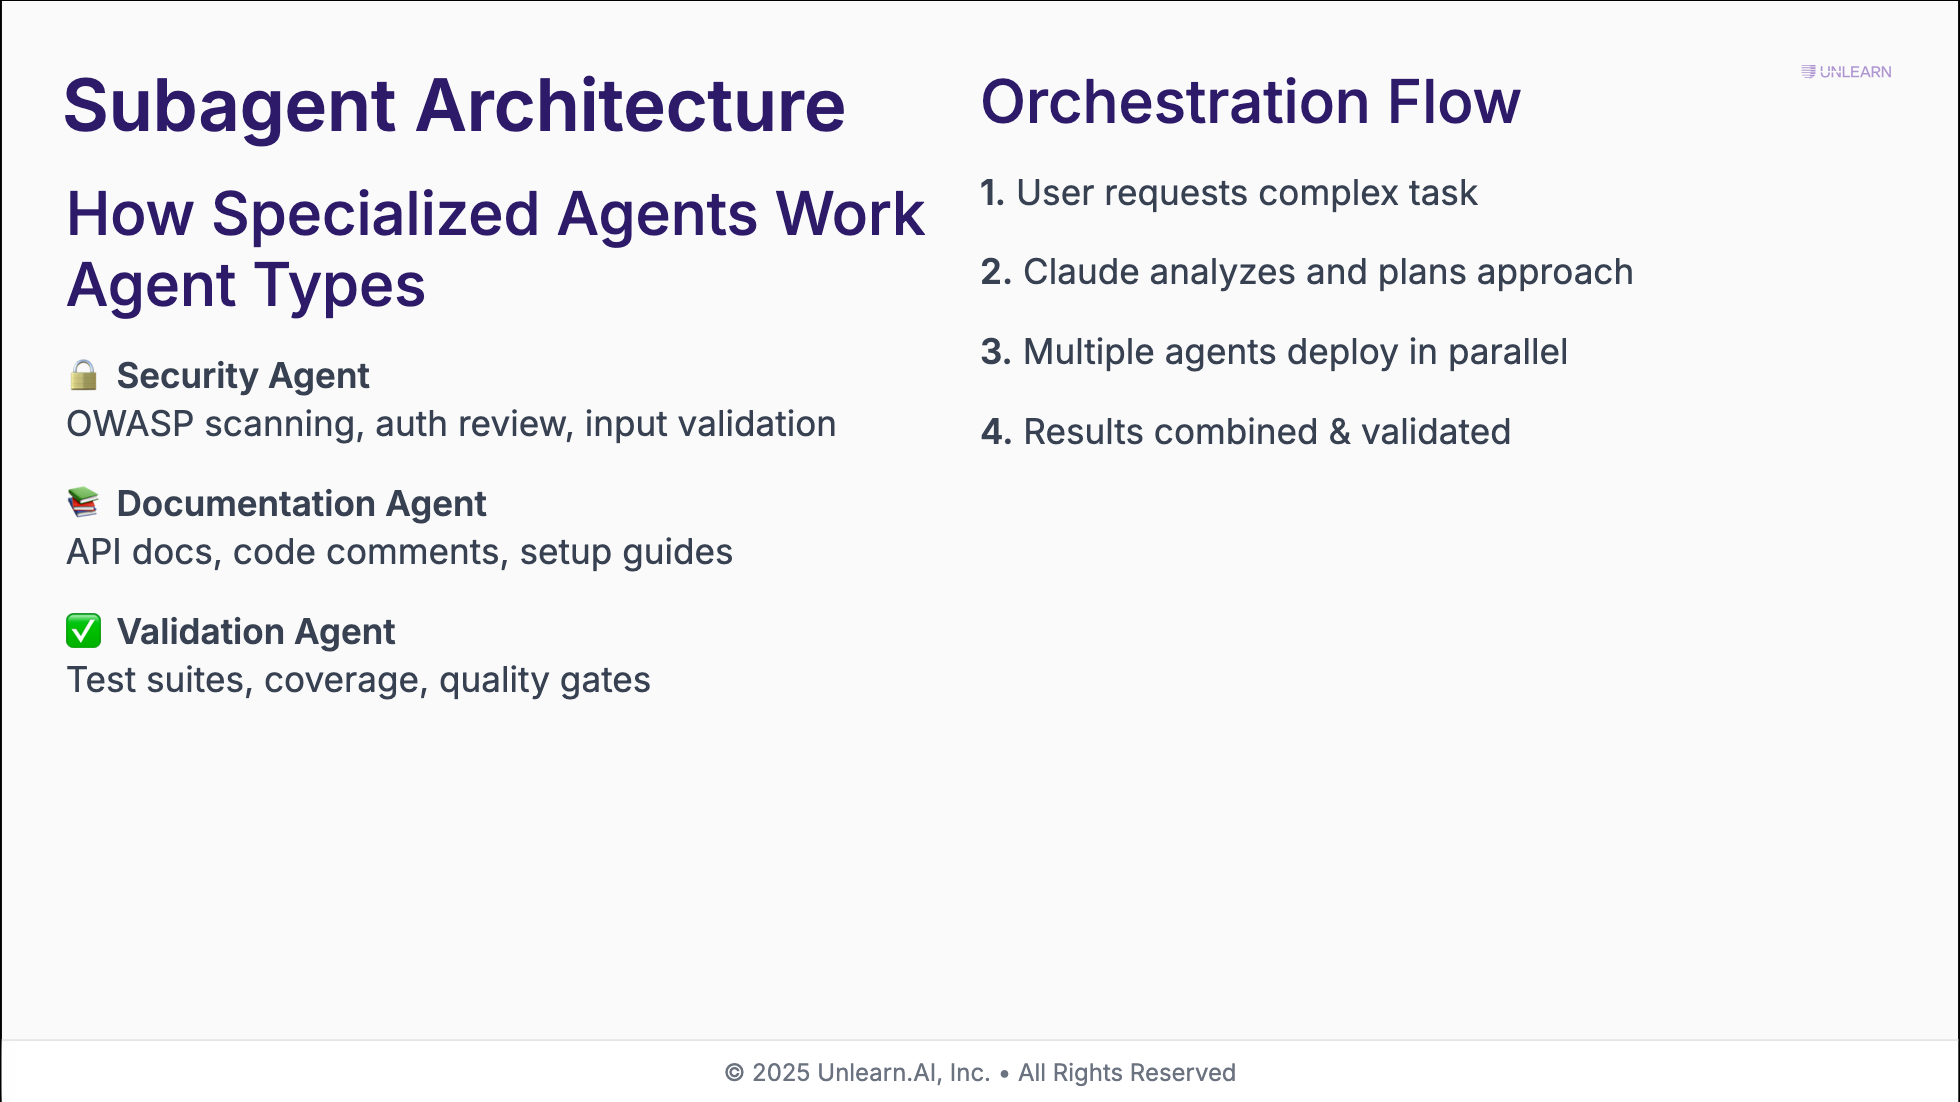 Subagent Architecture
How Specialized Agents Work
Agent Types
🔒 Security Agent
OWASP scanning, auth review, input validation
📚 Documentation Agent
API docs, code comments, setup guides
✅ Validation Agent
Test suites, coverage, quality gates
Orchestration Flow
1. User requests complex task
2. Claude analyzes and plans approach
3. Multiple agents deploy in parallel
4. Results combined & validated
UNLEARN
© 2025 Unlearn.AI, Inc. • All Rights Reserved